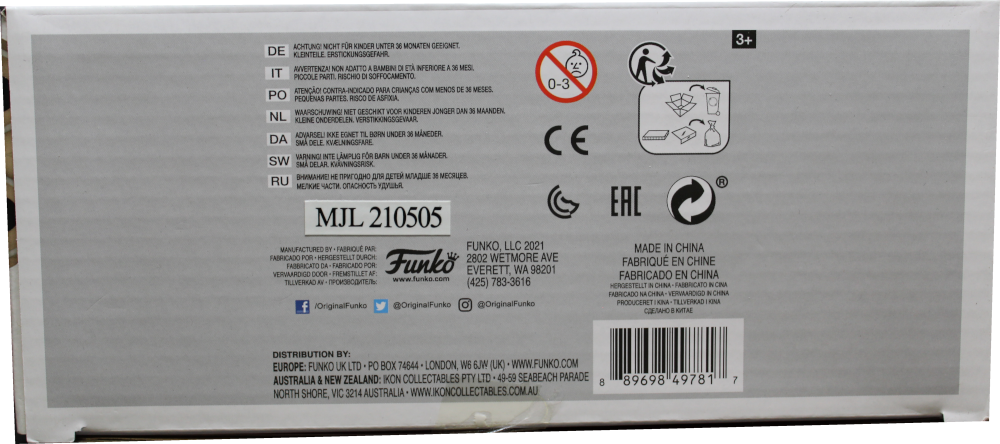 3+
DE ACHTUNG! NICHT FÜR KINDER UNTER 36 MONATEN GEEIGNET.
KLEINTEILE. ERSTICKUNGSGEFAHR.
IT AVVERTENZA! NON ADATTO A BAMBINI DI ETÀ INFERIORE A 36 MESI.
PICCOLE PARTI. RISCHIO DI SOFFOCAMENTO.
PO ATENÇÃO! CONTRA-INDICADO PARA CRIANÇAS COM MENOS DE 36 MESES.
PEQUENAS PARTES. RISCO DE ASFIXIA.
NL WAARSCHUWING! NIET GESCHIKT VOOR KINDEREN JONGER DAN 36 MAANDEN.
KLEINE ONDERDELEN. VERSTIKKINGSGEVAAR.
DA ADVARSEL! IKKE EGNET TIL BØRN UNDER 36 MÅNEDER.
SMÅ DELE. KVÆLNINGSFARE.
SW VARNING! INTE LÄMPLIG FÖR BARN UNDER 36 MÅNADER.
SMÅ DELAR. KVÄVNINGSRISK.
RU ВНИМАНИЕ! НЕ ПРИГОДНО ДЛЯ ДЕТЕЙ МЛАДШЕ 36 МЕСЯЦЕВ.
МЕЛКИЕ ЧАСТИ. ОПАСНОСТЬ УДУШЬЯ.
0-3
CE
EAC
®
MJL 210505
MANUFACTURED BY • FABRIQUÉ PAR:
FABRICADO POR • HERGESTELLT DURCH:
FABBRICATO DA • FABRICADO POR:
VERVAARDIGD DOOR • FREMSTILLET AF:
TILLVERKAD AV • ПРОИЗВОДИТЕЛЬ:
Funko
www.funko.com
FUNKO, LLC 2021
2802 WETMORE AVE
EVERETT, WA 98201
(425) 783-3616
MADE IN CHINA
FABRIQUÉ EN CHINE
FABRICADO EN CHINA
HERGESTELLT IN CHINA • FABBRICATO IN CINA
FABRICADO NA CHINA • VERVAARDIGD IN CHINA
PRODUCERET I KINA • TILLVERKAD I KINA
СДЕЛАНО В КИТАЕ
/OriginalFunko @OriginalFunko @OriginalFunko
DISTRIBUTION BY:
EUROPE: FUNKO UK LTD • PO BOX 74644 • LONDON, W6 6JW (UK) • WWW.FUNKO.COM
AUSTRALIA & NEW ZEALAND: IKON COLLECTABLES PTY LTD • 49-59 SEABEACH PARADE
NORTH SHORE, VIC 3214 AUSTRALIA • WWW.IKONCOLLECTABLES.COM.AU
8 89698 49781 7